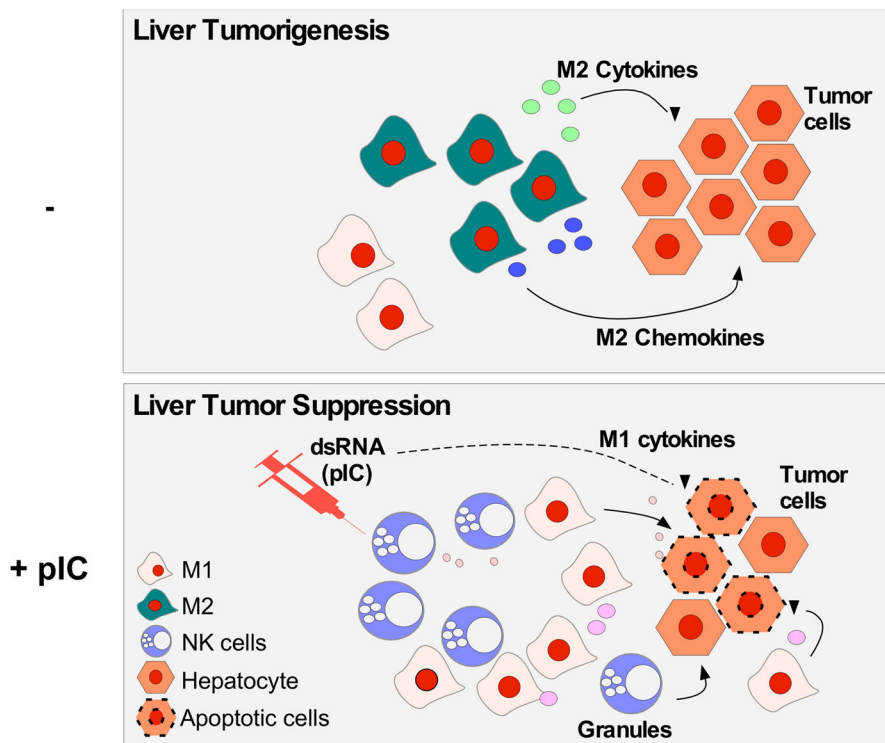 Liver Tumorigenesis
M2 Cytokines
Tumor
cells
-
M2 Chemokines
Liver Tumor Suppression
dsRNA
(pIC)
M1 cytokines
Tumor
cells
+ pIC
M1
M2
NK cells
Hepatocyte
Apoptotic cells
Granules